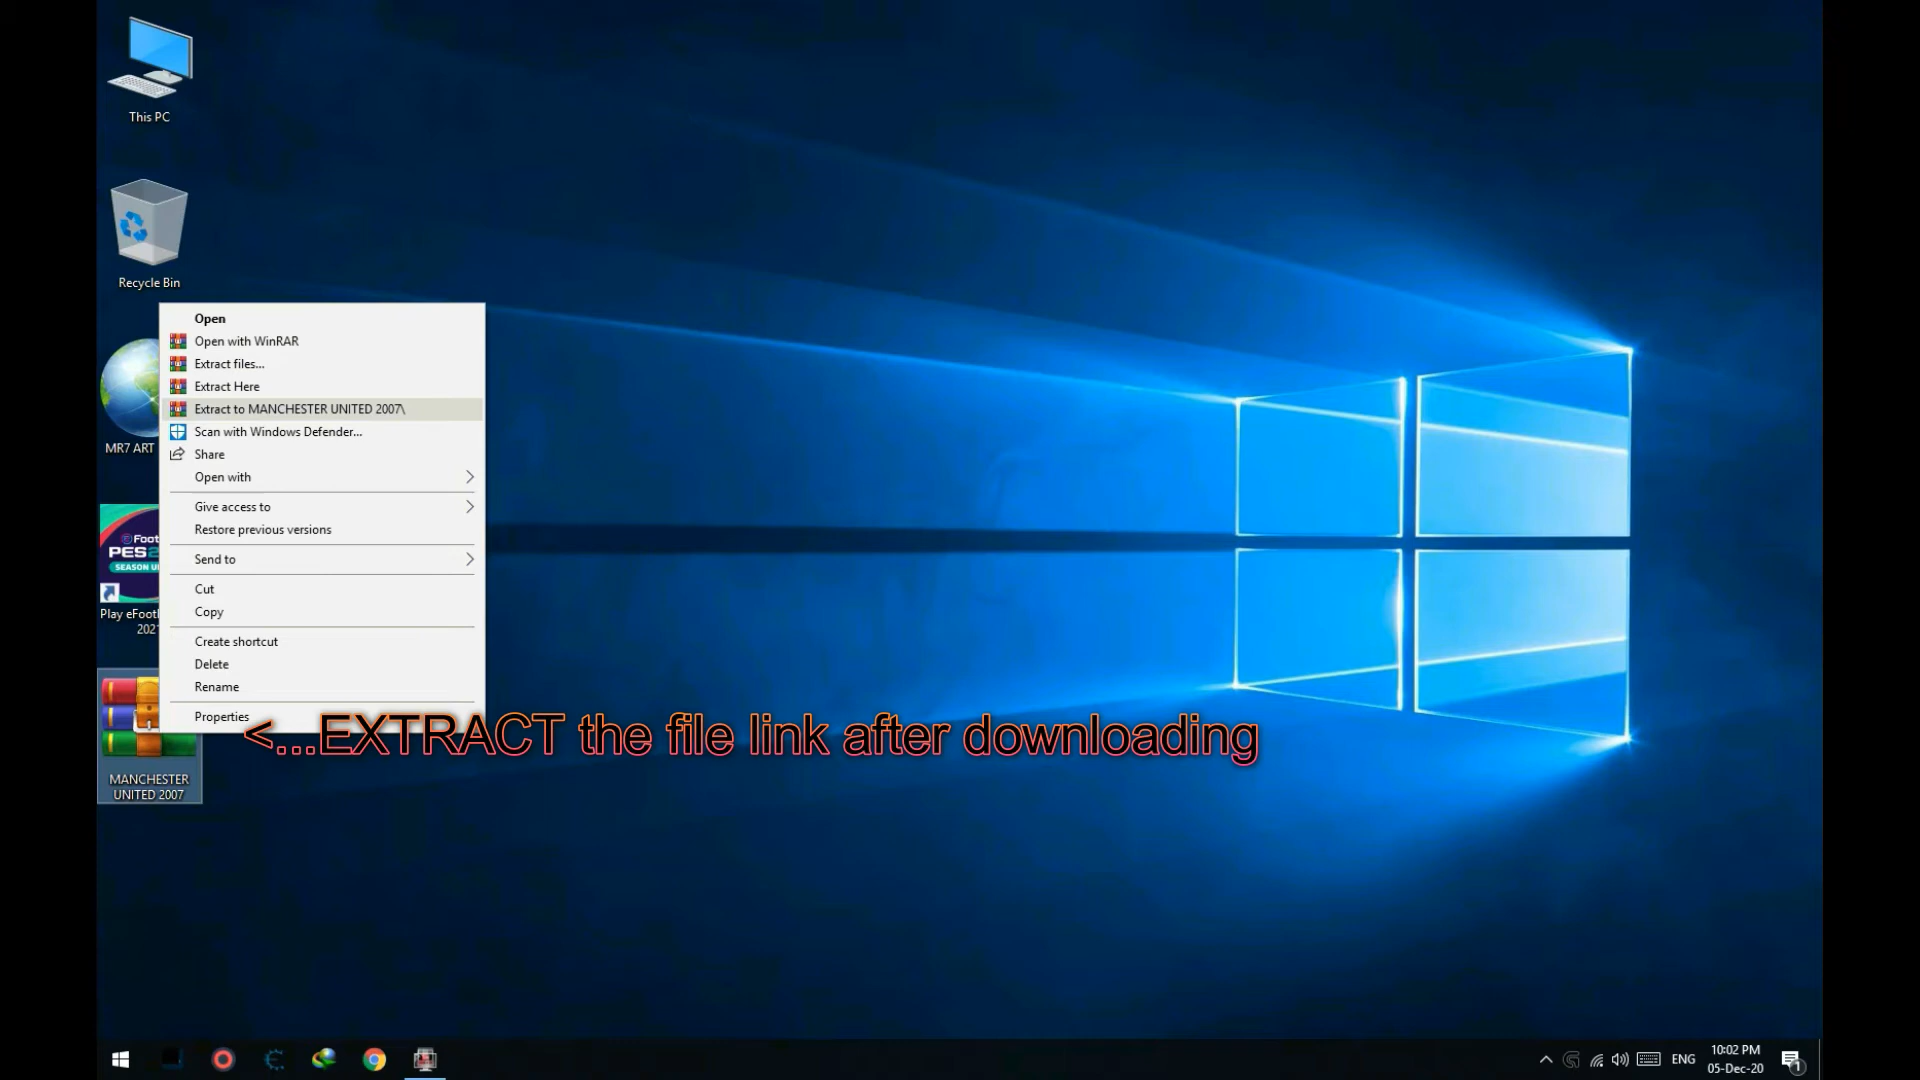 This PC
Recycle Bin
Open
Open with WinRAR
Extract files...
Extract Here
Extract to MANCHESTER UNITED 2007\
Scan with Windows Defender...
Share
Open with
Give access to
Restore previous versions
Send to
Cut
Copy
Create shortcut
Delete
Rename
Properties
MR7 ART
PES
SEASON
Play
<...EXTRACT the file link after downloading
MANCHESTER
UNITED 2007
ENG
10:02 PM
05-Dec-20
1